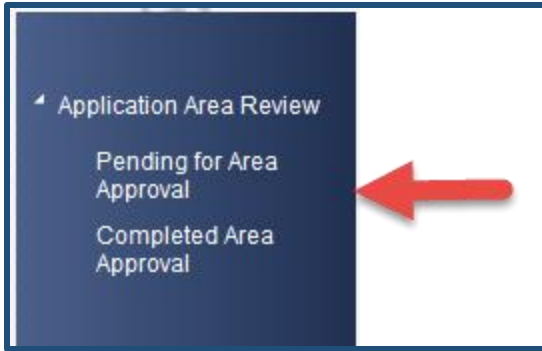 Application Area Review
Pending for Area
Approval
Completed Area
Approval